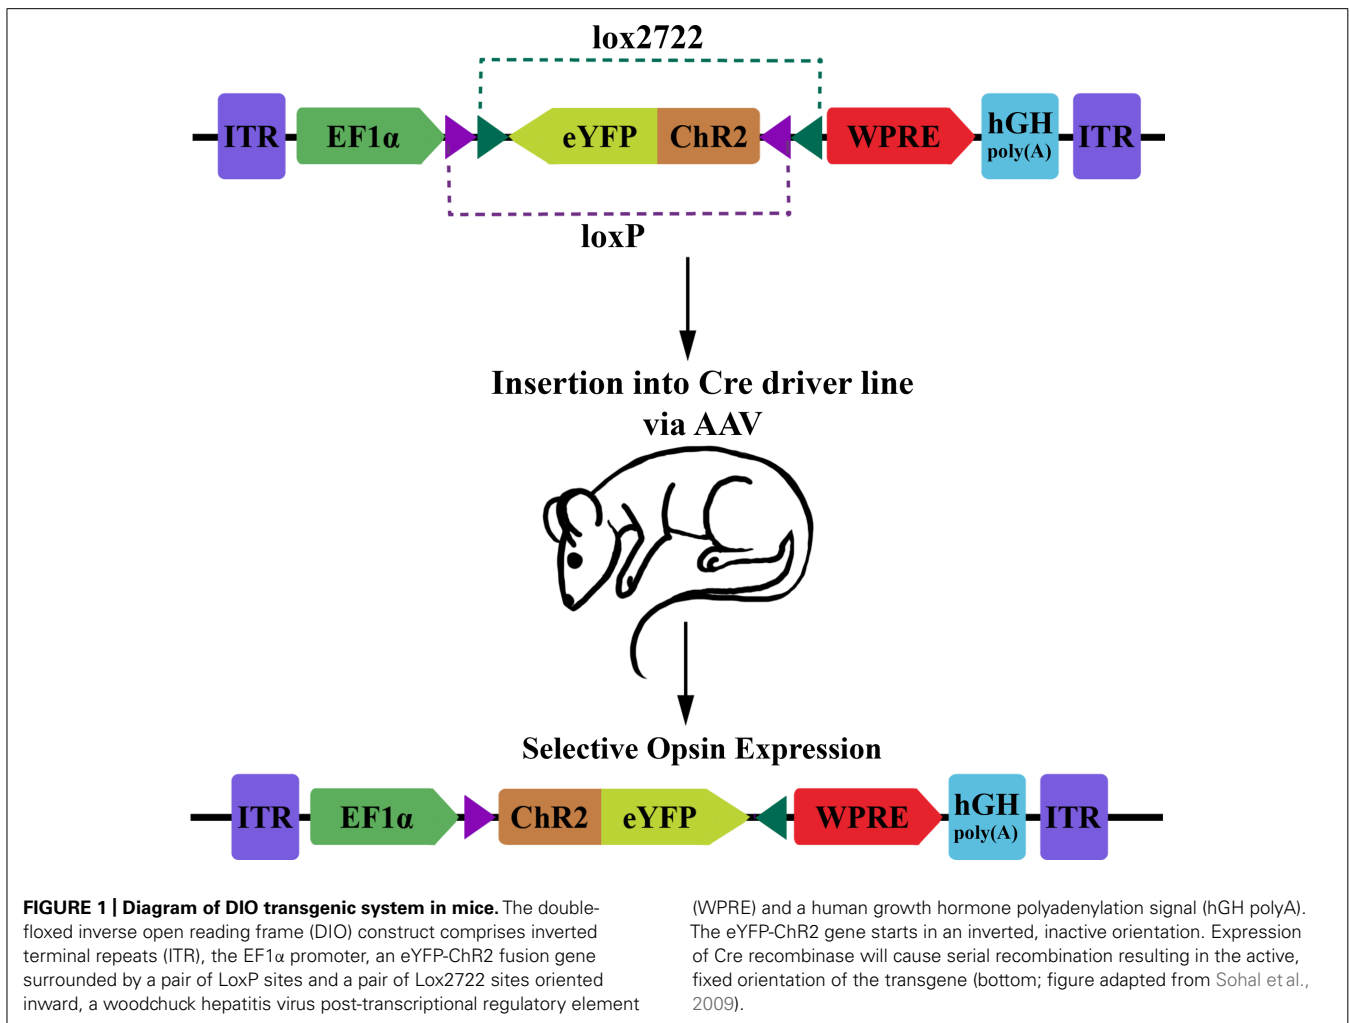 lox2722
ITR EF1α eYFP ChR2 WPRE hGH poly(A) ITR
loxP
Insertion into Cre driver line
via AAV
Selective Opsin Expression
ITR EF1α ChR2 eYFP WPRE hGH poly(A) ITR
FIGURE 1 | Diagram of DIO transgenic system in mice. The double-
floxed inverse open reading frame (DIO) construct comprises inverted
terminal repeats (ITR), the EF1α promoter, an eYFP-ChR2 fusion gene
surrounded by a pair of LoxP sites and a pair of Lox2722 sites oriented
inward, a woodchuck hepatitis virus post-transcriptional regulatory element
(WPRE) and a human growth hormone polyadenylation signal (hGH polyA).
The eYFP-ChR2 gene starts in an inverted, inactive orientation. Expression
of Cre recombinase will cause serial recombination resulting in the active,
fixed orientation of the transgene (bottom; figure adapted from Sohal et al.,
2009).